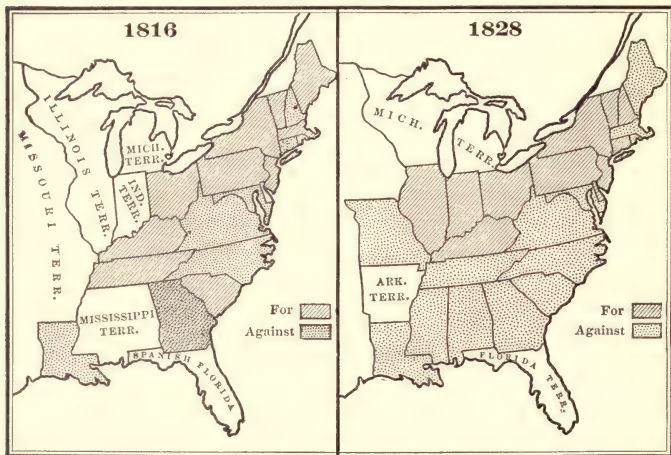 1816
ILLINOIS TERR.
MISSOURI TERR.
MICH.
TERR.
IND.
TERR.
MISSISSIPPI
TERR.
SPANISH FLORIDA
For
Against
1828
MICH. TERR.
ARK.
TERR.
FLORIDA TERR.
For
Against